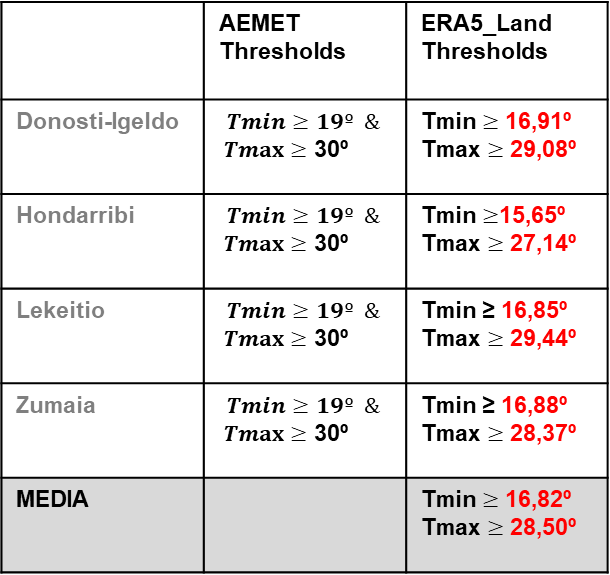 AEMET Thresholds
ERA5_Land Thresholds
Donosti-Igeldo
Tmin ≥ 19º &
Tmax ≥ 30º
Tmin ≥ 16,91º
Tmax ≥ 29,08º
Hondarribi
Tmin ≥ 19º &
Tmax ≥ 30º
Tmin ≥15,65º
Tmax ≥ 27,14º
Lekeitio
Tmin ≥ 19º &
Tmax ≥ 30º
Tmin ≥ 16,85º
Tmax ≥ 29,44º
Zumaia
Tmin ≥ 19º &
Tmax ≥ 30º
Tmin ≥ 16,88º
Tmax ≥ 28,37º
MEDIA
Tmin ≥ 16,82º
Tmax ≥ 28,50º